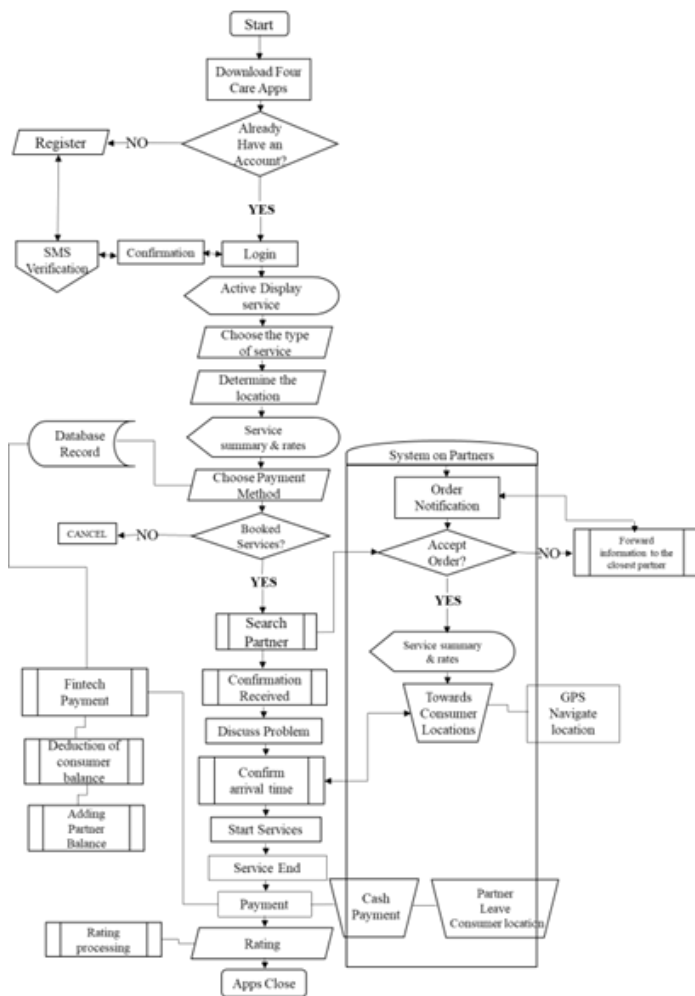 Start
Download Four
Care Apps
Already
Have an
Account?
NO
Register
YES
SMS
Verification
Confirmation
Login
Active Display
service
Choose the type
of service
Determine the
location
Service
summary & rates
Database
Record
Choose Payment
Method
Booked
Services?
NO
CANCEL
YES
Search
Partner
Confirmation
Received
Discuss Problem
Confirm
arrival time
Start Services
Service End
Payment
Rating
Apps Close
Fintech
Payment
Deduction of
consumer
balance
Adding
Partner
Balance
Rating
processing
System on Partners
Order
Notification
Accept
Order?
NO
Forward
information to the
closest partner
YES
Service summary
& rates
Towards
Consumer
Locations
GPS
Navigate
location
Cash
Payment
Partner
Leave
Consumer location